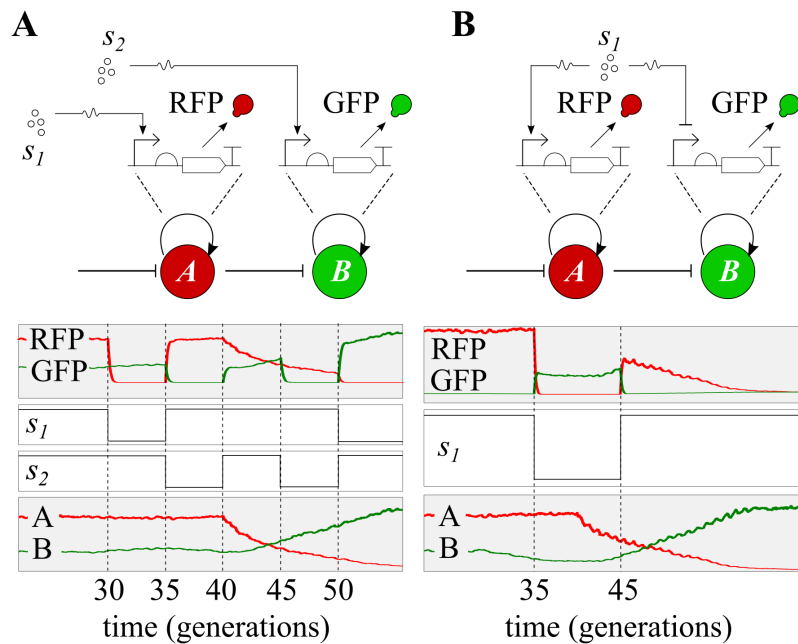 A
s2
s1
RFP
GFP
A
B
RFP
GFP
s1
s2
A
B
30 35 40 45 50
time (generations)
B
s1
RFP
GFP
A
B
RFP
GFP
s1
A
B
35 45
time (generations)